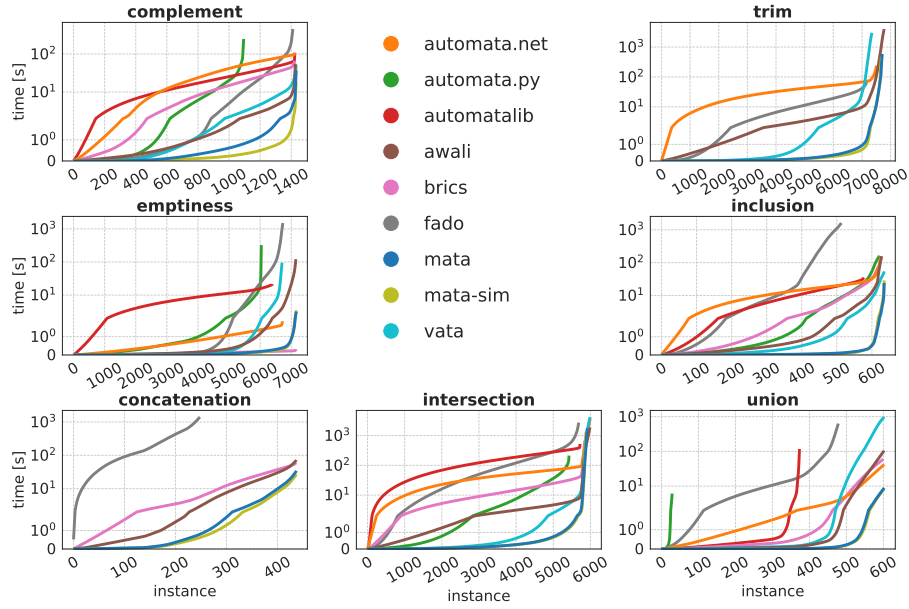 complement
time [s]
10²
10¹
10⁰
0
0 200 400 600 800 1000 1200 1400
automata.net
automata.py
automatalib
awali
brics
fado
mata
mata-sim
vata
trim
10³
10²
10¹
10⁰
0
0 1000 2000 3000 4000 5000 6000 7000 8000
emptiness
time [s]
10³
10²
10¹
10⁰
0
0 1000 2000 3000 4000 5000 6000 7000
inclusion
10³
10²
10¹
10⁰
0
0 100 200 300 400 500 600
instance
concatenation
time [s]
10³
10²
10¹
10⁰
0
0 100 200 300 400
instance
intersection
10³
10²
10¹
10⁰
0
0 1000 2000 3000 4000 5000 6000
instance
union
10³
10²
10¹
10⁰
0
0 100 200 300 400 500 600
instance